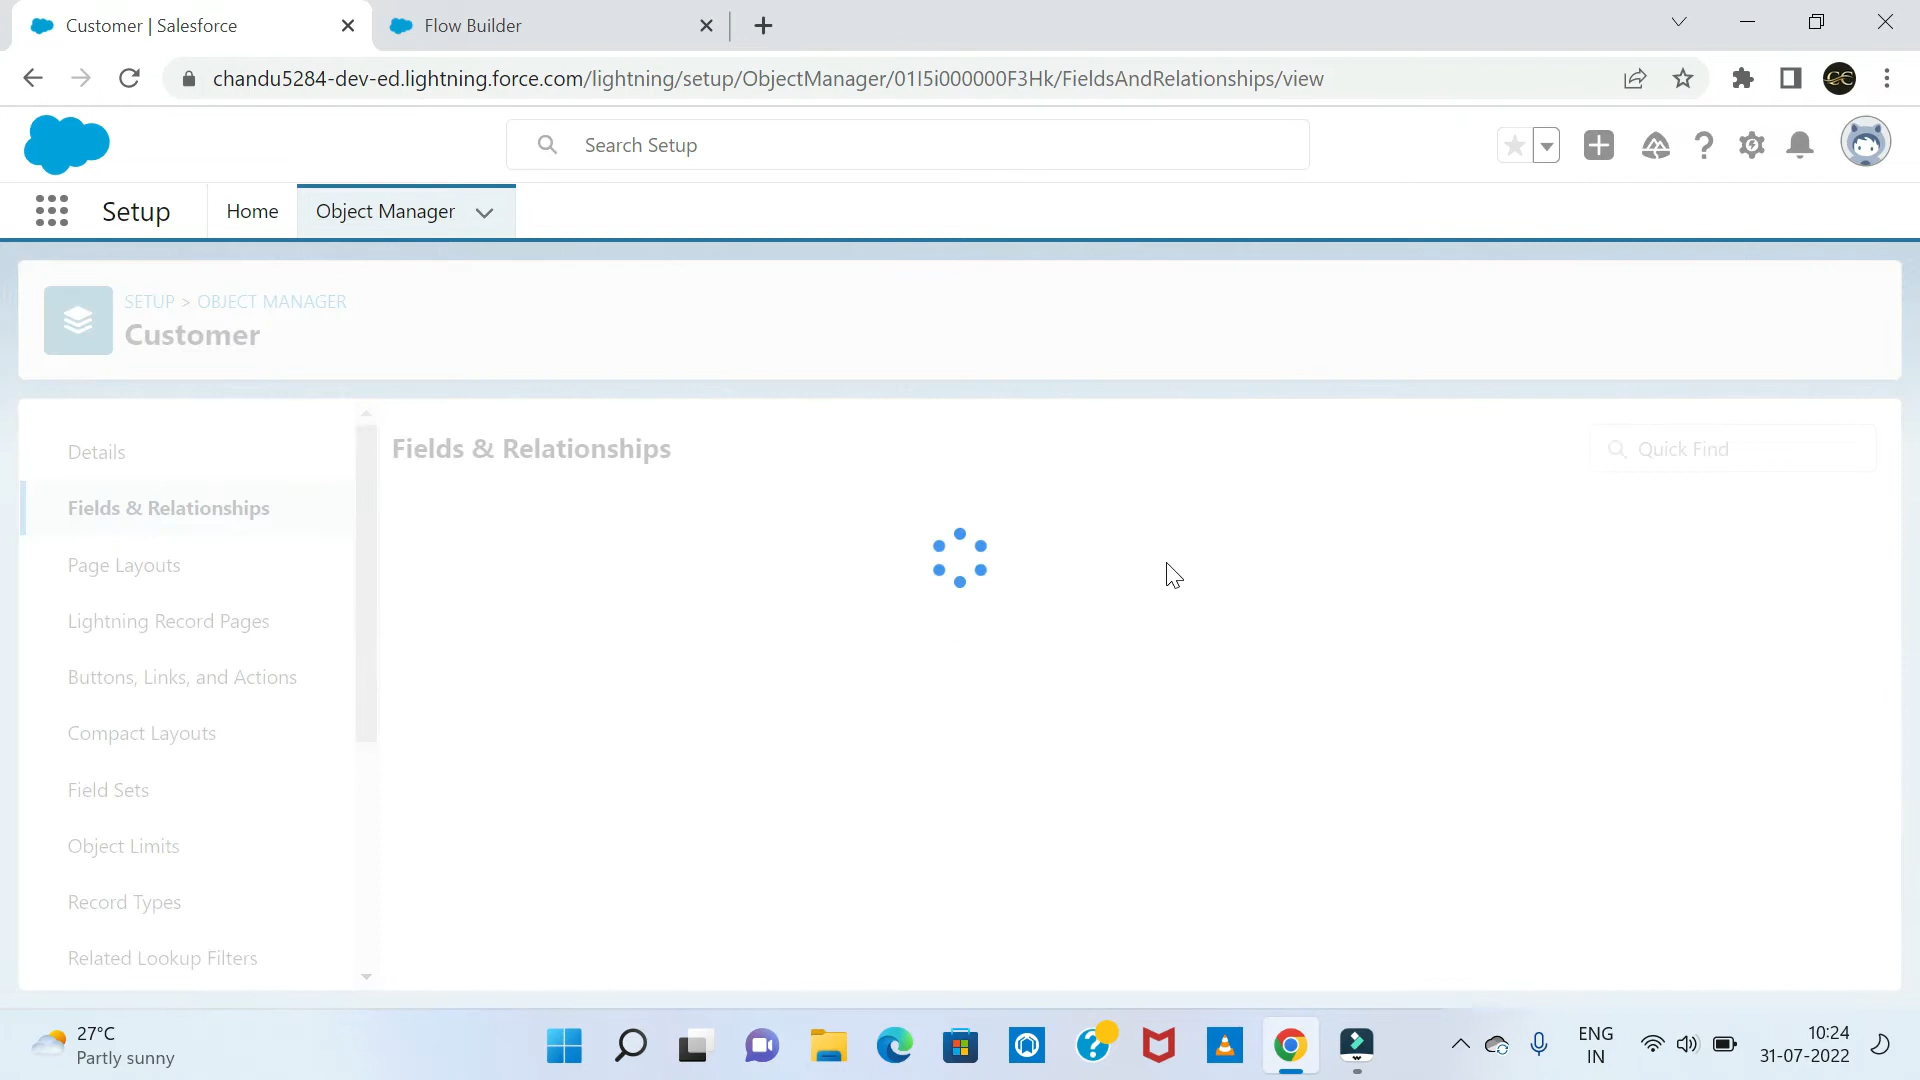 Customer | Salesforce
Flow Builder
chandu5284-dev-ed.lightning.force.com/lightning/setup/ObjectManager/01I5i000000F3Hk/FieldsAndRelationships/view
Search Setup
Setup
Home
Object Manager
SETUP > OBJECT MANAGER
Customer
Details
Fields & Relationships
Page Layouts
Lightning Record Pages
Buttons, Links, and Actions
Compact Layouts
Field Sets
Object Limits
Record Types
Related Lookup Filters
Fields & Relationships
Quick Find
27°C
Partly sunny
ENG
IN
10:24
31-07-2022